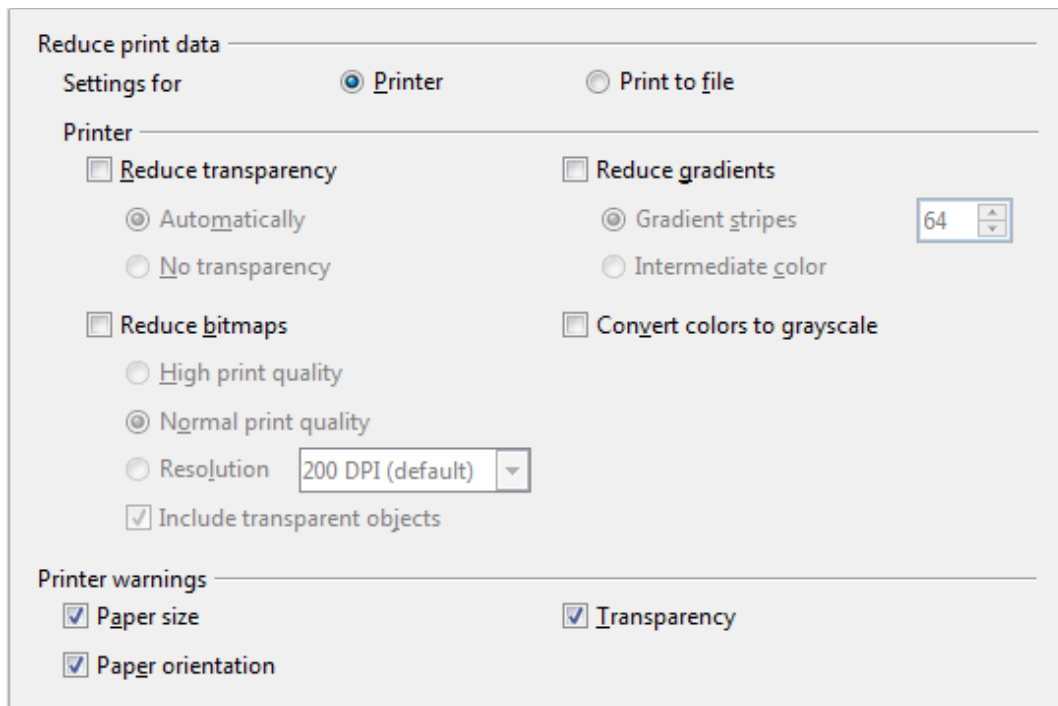 Reduce print data
Settings for Printer Print to file
Printer
Reduce transparency Reduce gradients
Automatically Gradient stripes 64
No transparency Intermediate color
Reduce bitmaps Convert colors to grayscale
High print quality
Normal print quality
Resolution 200 DPI (default)
Include transparent objects
Printer warnings
Paper size Transparency
Paper orientation